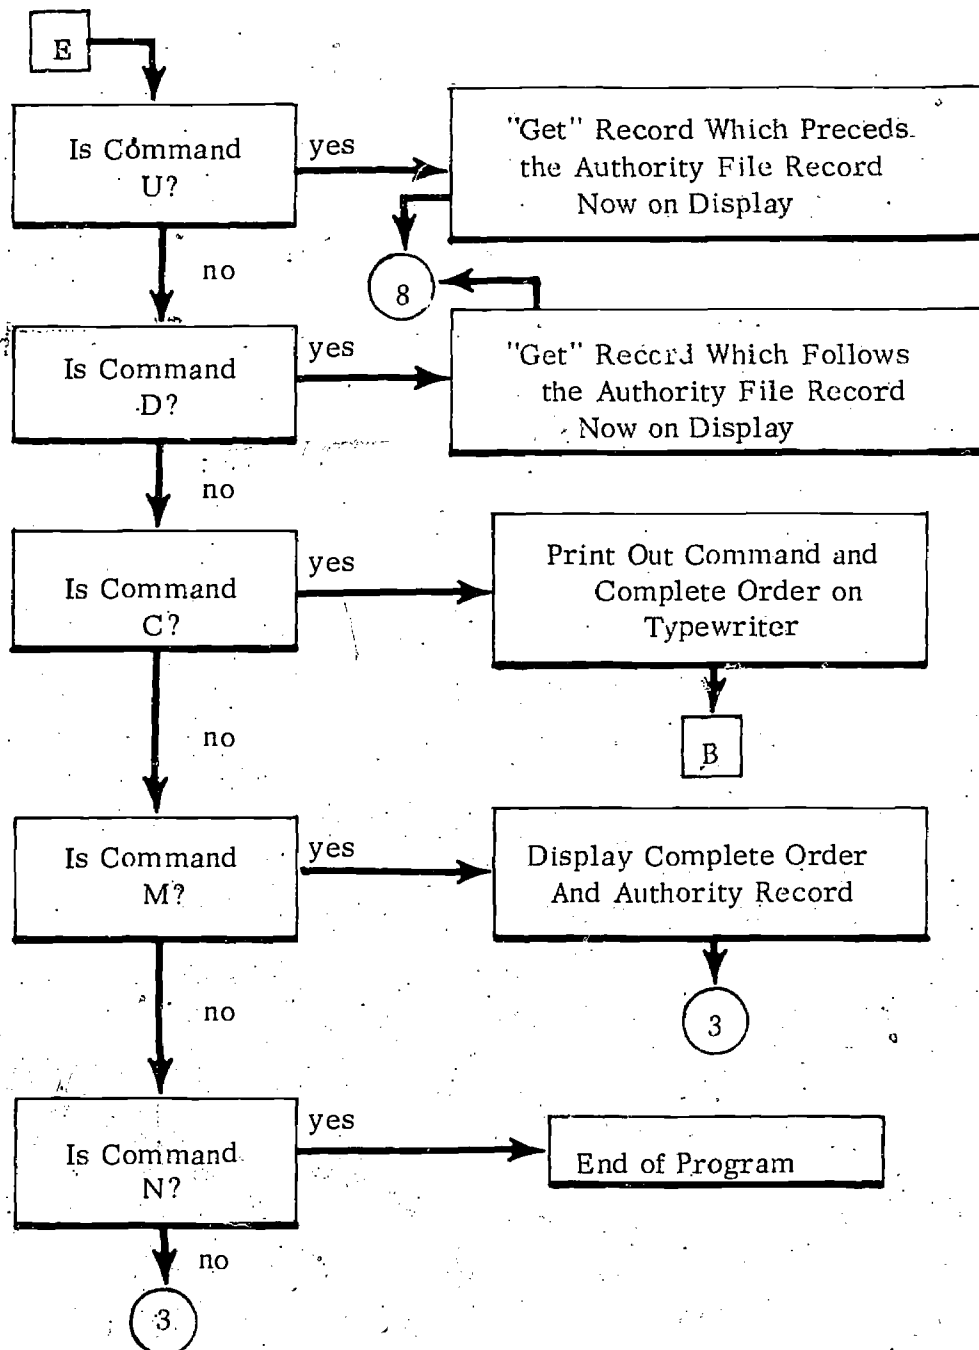 E
Is Command
U?
yes
"Get" Record Which Preceds
the Authority File Record
Now on Display
no
8
Is Command
D?
yes
"Get" Record Which Follows
the Authority File Record
Now on Display
no
Is Command
C?
yes
Print Out Command and
Complete Order on
Typewriter
no
B
Is Command
M?
yes
Display Complete Order
And Authority Record
no
3
Is Command
N?
yes
End of Program
no
3